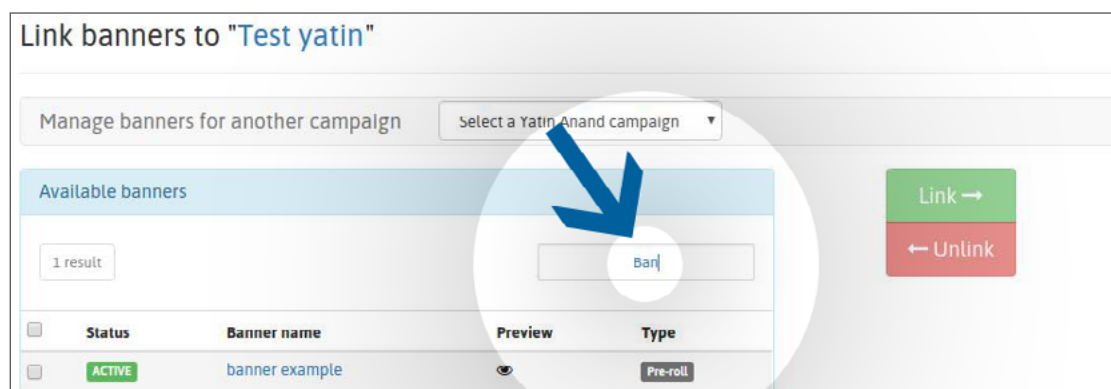 Link banners to "Test yatin"
Manage banners for another campaign
Select a Yatin Anand campaign
Available banners
Link →
← Unlink
1 result
Ban
Status Banner name Preview Type
ACTIVE banner example Pre-roll